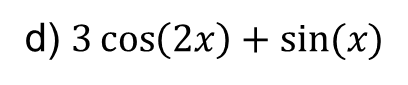 d) 3 cos(2x) + sin(x)